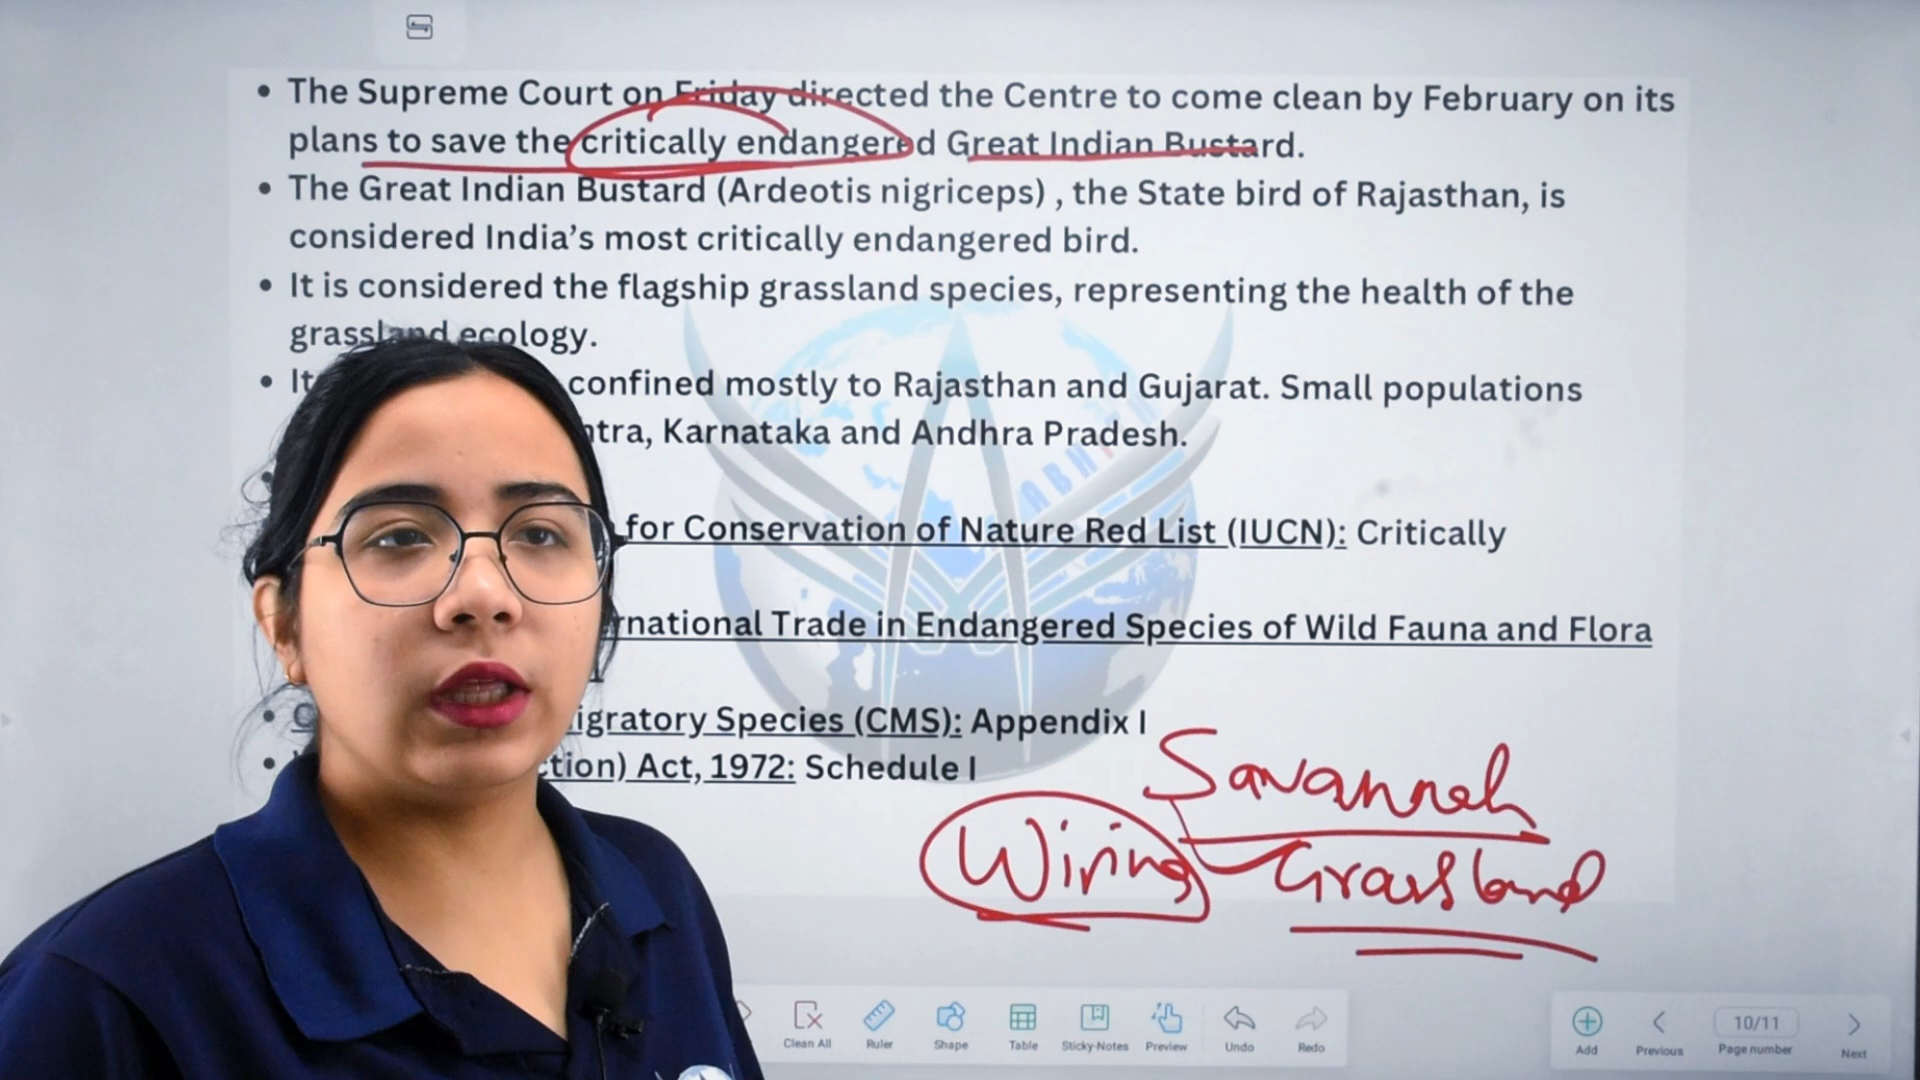 The Supreme Court on Friday directed the Centre to come clean by February on its
plans to save the critically endangered Great Indian Bustard.
The Great Indian Bustard (Ardeotis nigriceps) , the State bird of Rajasthan, is
considered India's most critically endangered bird.
It is considered the flagship grassland species, representing the health of the
grassland ecology.
It confined mostly to Rajasthan and Gujarat. Small populations
Karnataka and Andhra Pradesh.
for Conservation of Nature Red List (IUCN): Critically
Trade in Endangered Species of Wild Fauna and Flora
Species (CMS): Appendix I
Act, 1972: Schedule I
Savannah
Wiring Grassland
ABH
Clean All Ruler Shape Table Sticky-Notes Preview Undo Redo Add Previous 10/11 Page number Next